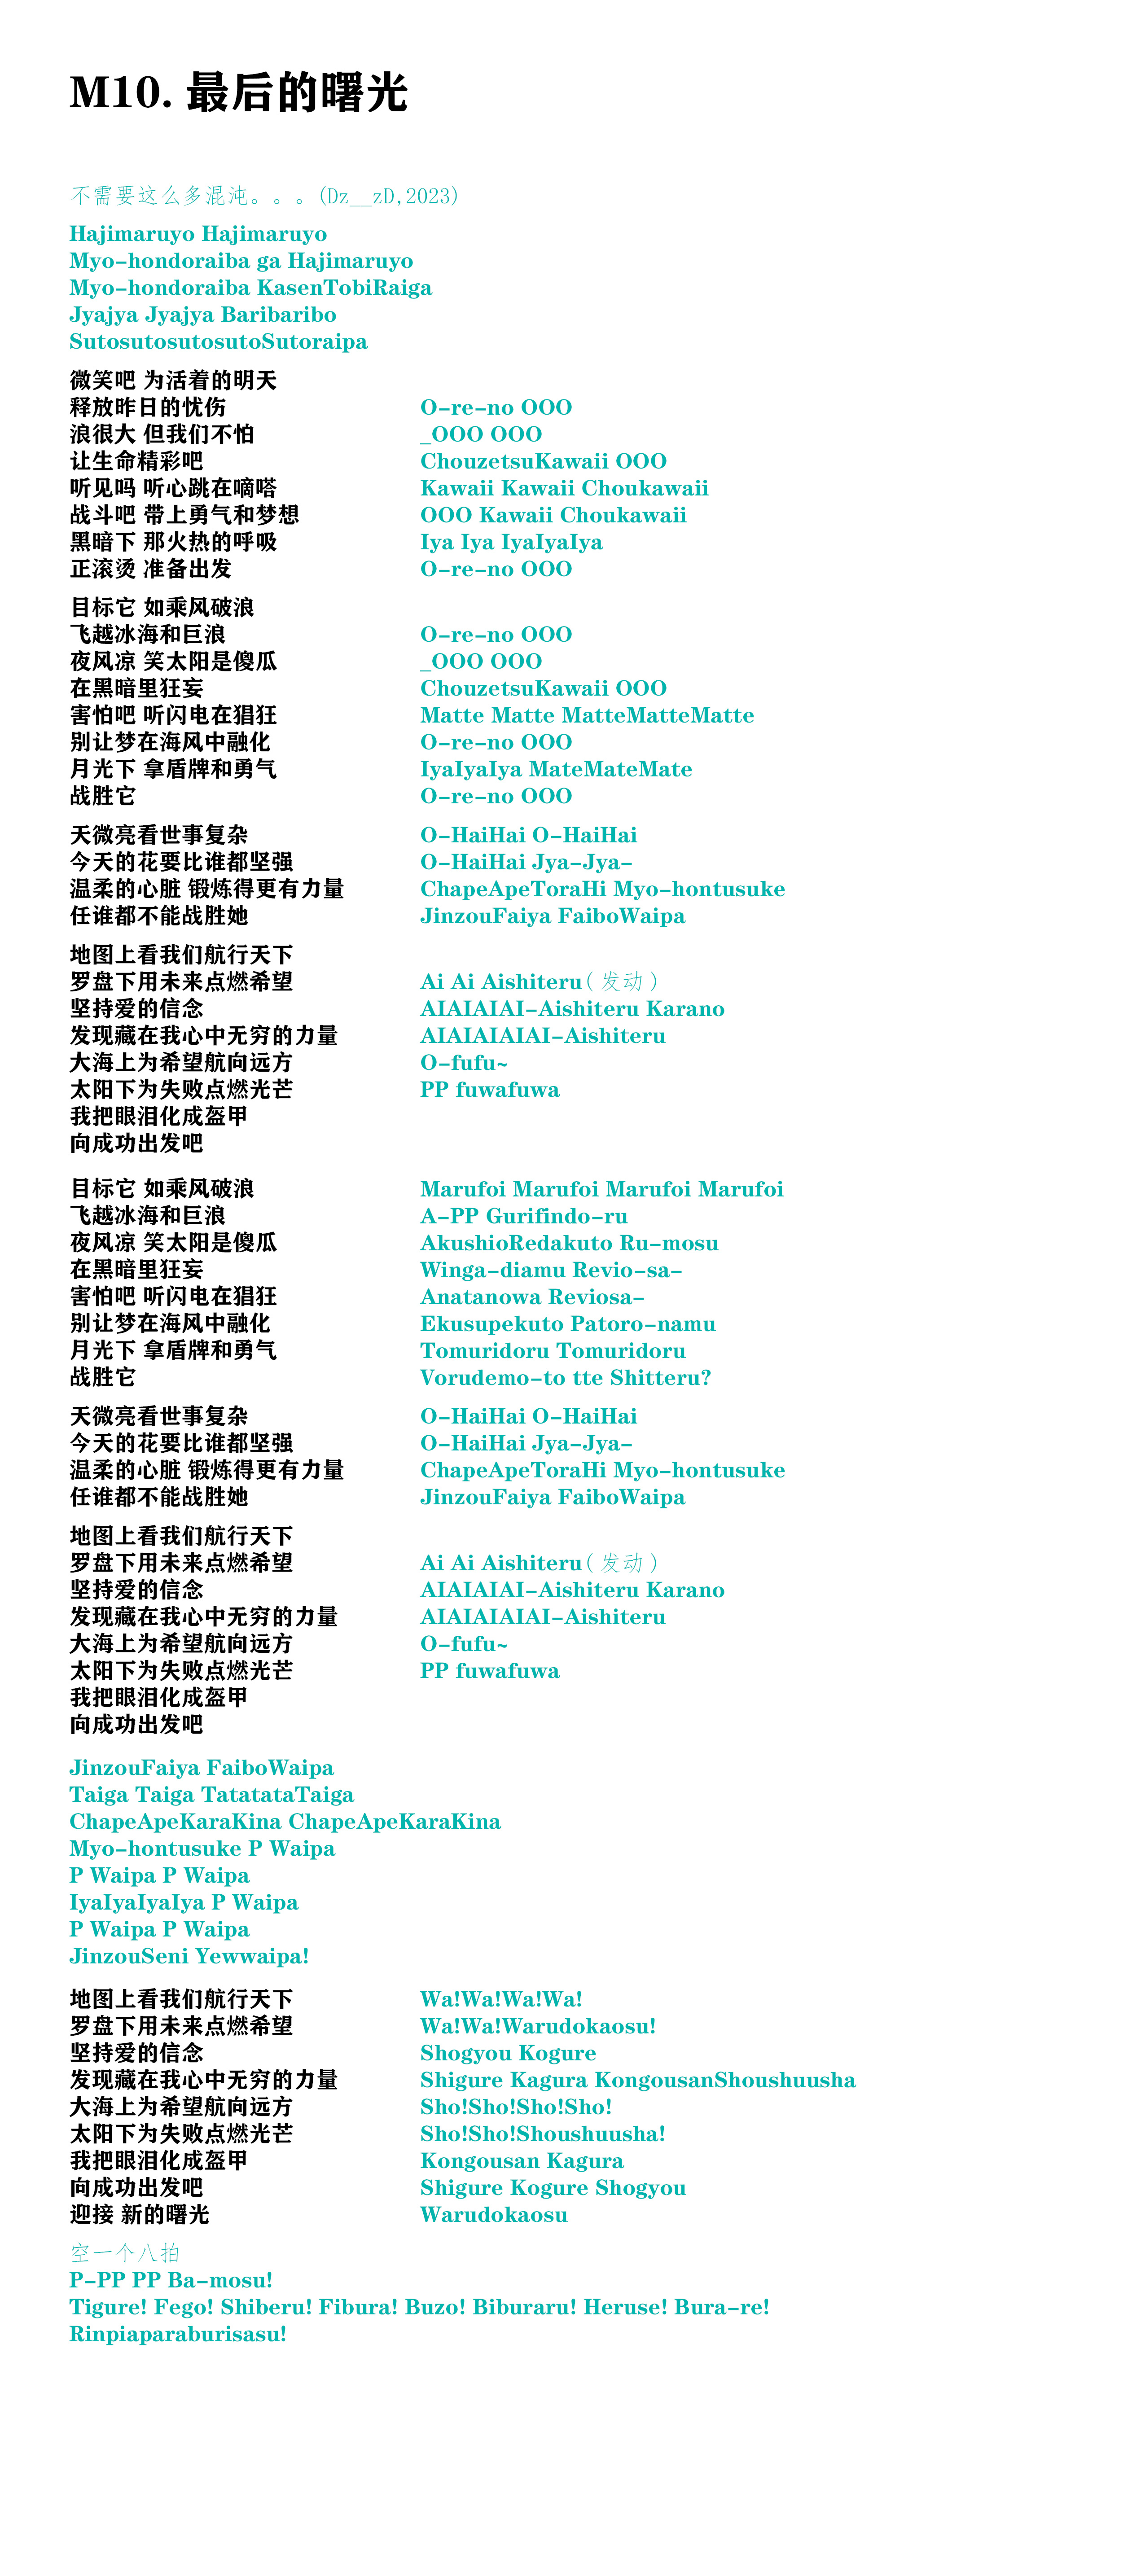 M10. 最后的曙光
不需要这么多混沌。。。(Dz__zD,2023)
Hajimaruyo Hajimaruyo
Myo-hondoraiba ga Hajimaruyo
Myo-hondoraiba KasenTobiRaiga
Jyajya Jyajya Baribaribo
SutosutosutosutoSutoraipa
微笑吧 为活着的明天
释放昨日的忧伤 O-re-no OOO
浪很大 但我们不怕 _OOO OOO
让生命精彩吧 ChouzetsuKawaii OOO
听见吗 听心跳在嘀嗒 Kawaii Kawaii Choukawaii
战斗吧 带上勇气和梦想 OOO Kawaii Choukawaii
黑暗下 那火热的呼吸 Iya Iya IyaIyaIya
正滚烫 准备出发 O-re-no OOO
目标它 如乘风破浪
飞越冰海和巨浪 O-re-no OOO
夜风凉 笑太阳是傻瓜 _OOO OOO
在黑暗里狂妄 ChouzetsuKawaii OOO
害怕吧 听闪电在猖狂 Matte Matte MatteMatteMatte
别让梦在海风中融化 O-re-no OOO
月光下 拿盾牌和勇气 IyaIyaIya MateMateMate
战胜它 O-re-no OOO
天微亮看世事复杂 O-HaiHai O-HaiHai
今天的花要比谁都坚强 O-HaiHai Jya-Jya-
温柔的心脏 锻炼得更有力量 ChapeApeToraHi Myo-hontusuke
任谁都不能战胜她 JinzouFaiya FaiboWaipa
地图上看我们航行天下
罗盘下用未来点燃希望 Ai Ai Aishiteru(发动)
坚持爱的信念 AIAIAIAI-Aishiteru Karano
发现藏在我心中无穷的力量 AIAIAIAIAI-Aishiteru
大海上为希望航向远方 O-fufu~
太阳下为失败点燃光芒 PP fuwafuwa
我把眼泪化成盔甲
向成功出发吧
目标它 如乘风破浪 Marufoi Marufoi Marufoi Marufoi
飞越冰海和巨浪 A-PP Gurifindo-ru
夜风凉 笑太阳是傻瓜 AkushioRedakuto Ru-mosu
在黑暗里狂妄 Winga-diamu Revio-sa-
害怕吧 听闪电在猖狂 Anatanowa Reviosa-
别让梦在海风中融化 Ekusupekuto Patoro-namu
月光下 拿盾牌和勇气 Tomuridoru Tomuridoru
战胜它 Vorudemo-to tte Shitteru?
天微亮看世事复杂 O-HaiHai O-HaiHai
今天的花要比谁都坚强 O-HaiHai Jya-Jya-
温柔的心脏 锻炼得更有力量 ChapeApeToraHi Myo-hontusuke
任谁都不能战胜她 JinzouFaiya FaiboWaipa
地图上看我们航行天下
罗盘下用未来点燃希望 Ai Ai Aishiteru(发动)
坚持爱的信念 AIAIAIAI-Aishiteru Karano
发现藏在我心中无穷的力量 AIAIAIAIAI-Aishiteru
大海上为希望航向远方 O-fufu~
太阳下为失败点燃光芒 PP fuwafuwa
我把眼泪化成盔甲
向成功出发吧
JinzouFaiya FaiboWaipa
Taiga Taiga TatatataTaiga
ChapeApeKaraKina ChapeApeKaraKina
Myo-hontusuke P Waipa
P Waipa P Waipa
IyaIyaIyaIya P Waipa
P Waipa P Waipa
JinzouSeni Yewwaipa!
地图上看我们航行天下 Wa!Wa!Wa!Wa!
罗盘下用未来点燃希望 Wa!Wa!Warudokaosu!
坚持爱的信念 Shogyou Kogure
发现藏在我心中无穷的力量 Shigure Kagura KongousanShoushuusha
大海上为希望航向远方 Sho!Sho!Sho!Sho!
太阳下为失败点燃光芒 Sho!Sho!Shoushuusha!
我把眼泪化成盔甲 Kongousan Kagura
向成功出发吧 Shigure Kogure Shogyou
迎接 新的曙光 Warudokaosu
空一个八拍
P-PP PP Ba-mosu!
Tigure! Fego! Shiberu! Fibura! Buzo! Biburaru! Heruse! Bura-re!
Rinpiaparaburisasu!